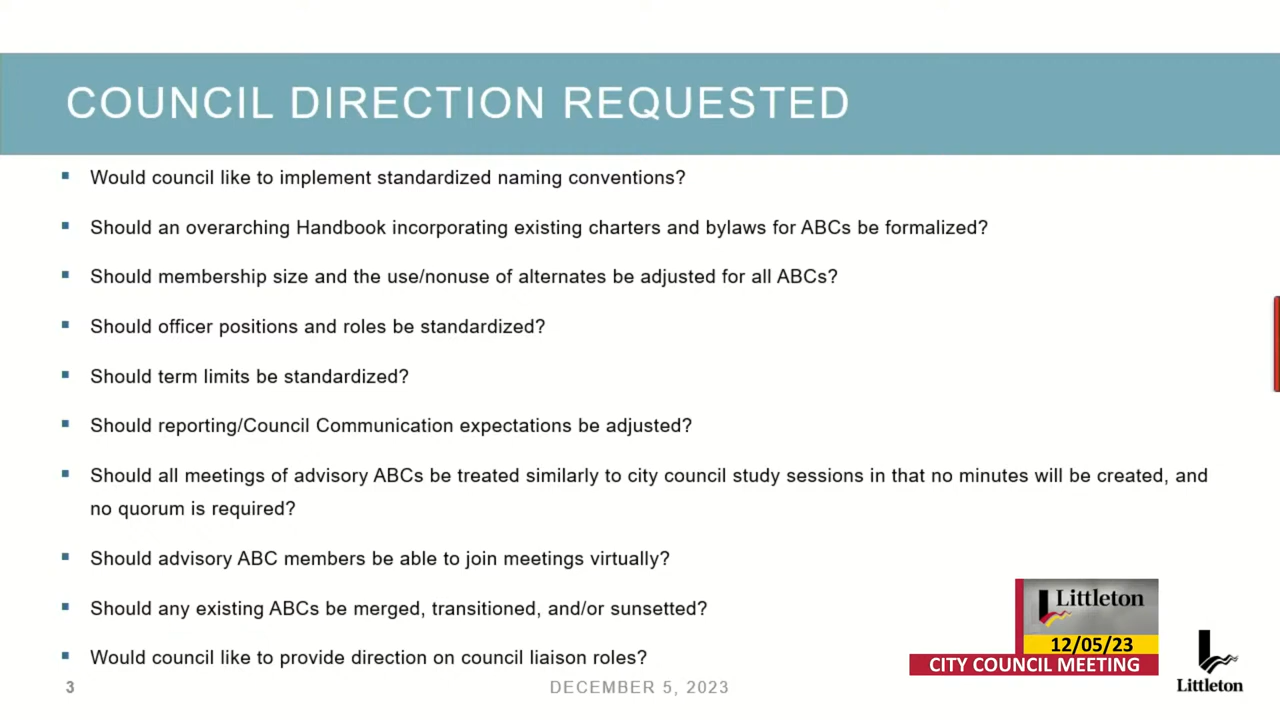 COUNCIL DIRECTION REQUESTED
Would council like to implement standardized naming conventions?
Should an overarching Handbook incorporating existing charters and bylaws for ABCs be formalized?
Should membership size and the use/nonuse of alternates be adjusted for all ABCs?
Should officer positions and roles be standardized?
Should term limits be standardized?
Should reporting/Council Communication expectations be adjusted?
Should all meetings of advisory ABCs be treated similarly to city council study sessions in that no minutes will be created, and
no quorum is required?
Should advisory ABC members be able to join meetings virtually?
Should any existing ABCs be merged, transitioned, and/or sunsetted?
Would council like to provide direction on council liaison roles?
Littleton
12/05/23
CITY COUNCIL MEETING
Littleton
3
DECEMBER 5, 2023